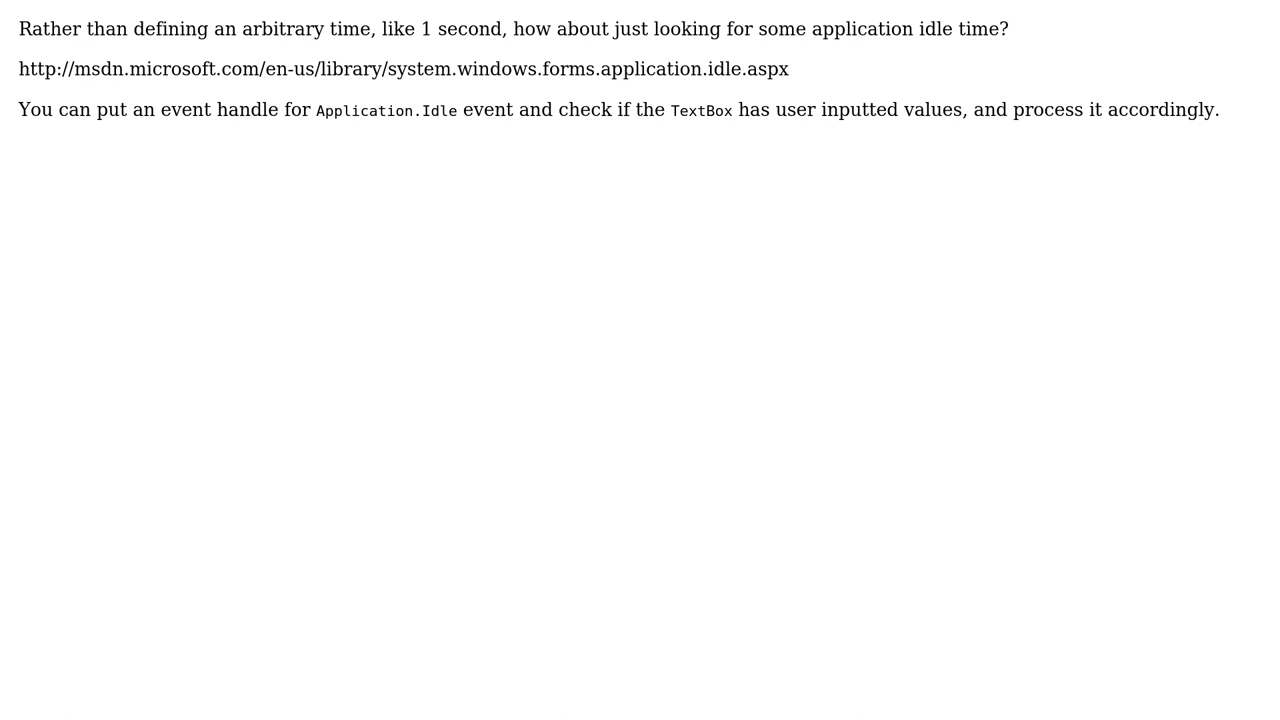 Rather than defining an arbitrary time, like 1 second, how about just looking for some application idle time?
http://msdn.microsoft.com/en-us/library/system.windows.forms.application.idle.aspx
You can put an event handle for Application.Idle event and check if the TextBox has user inputted values, and process it accordingly.